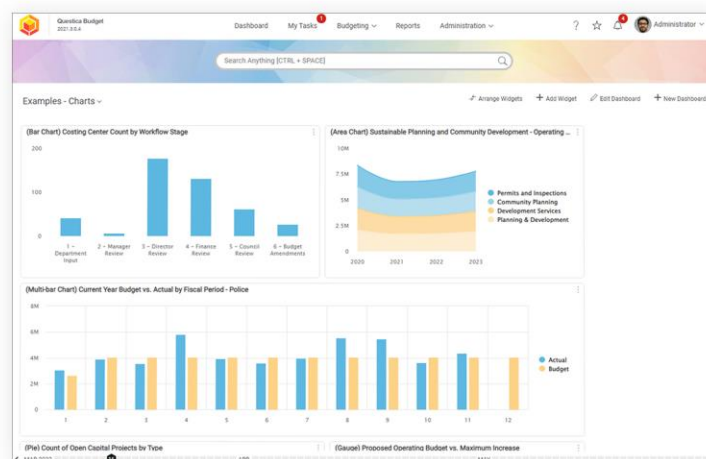 Questica Budget
2021.3.0.4
Dashboard
My Tasks 1
Budgeting
Reports
Administration
?
4
Administrator
Search Anything [CTRL + SPACE]
Examples - Charts
Arrange Widgets
Add Widget
Edit Dashboard
New Dashboard
(Bar Chart) Costing Center Count by Workflow Stage
200
100
0
1 - Department Input
2 - Manager Review
3 - Director Review
4 - Finance Review
5 - Council Review
6 - Budget Amendments
(Area Chart) Sustainable Planning and Community Development - Operating ...
10M
7.5M
5M
2.5M
0
2020 2021 2022 2023
Permits and Inspections
Community Planning
Development Services
Planning & Development
(Multi-bar Chart) Current Year Budget vs. Actual by Fiscal Period - Police
8M
6M
4M
2M
0
1 2 3 4 5 6 7 8 9 10 11 12
Actual
Budget
(Pie) Count of Open Capital Projects by Type
(Gauge) Proposed Operating Budget vs. Maximum Increase